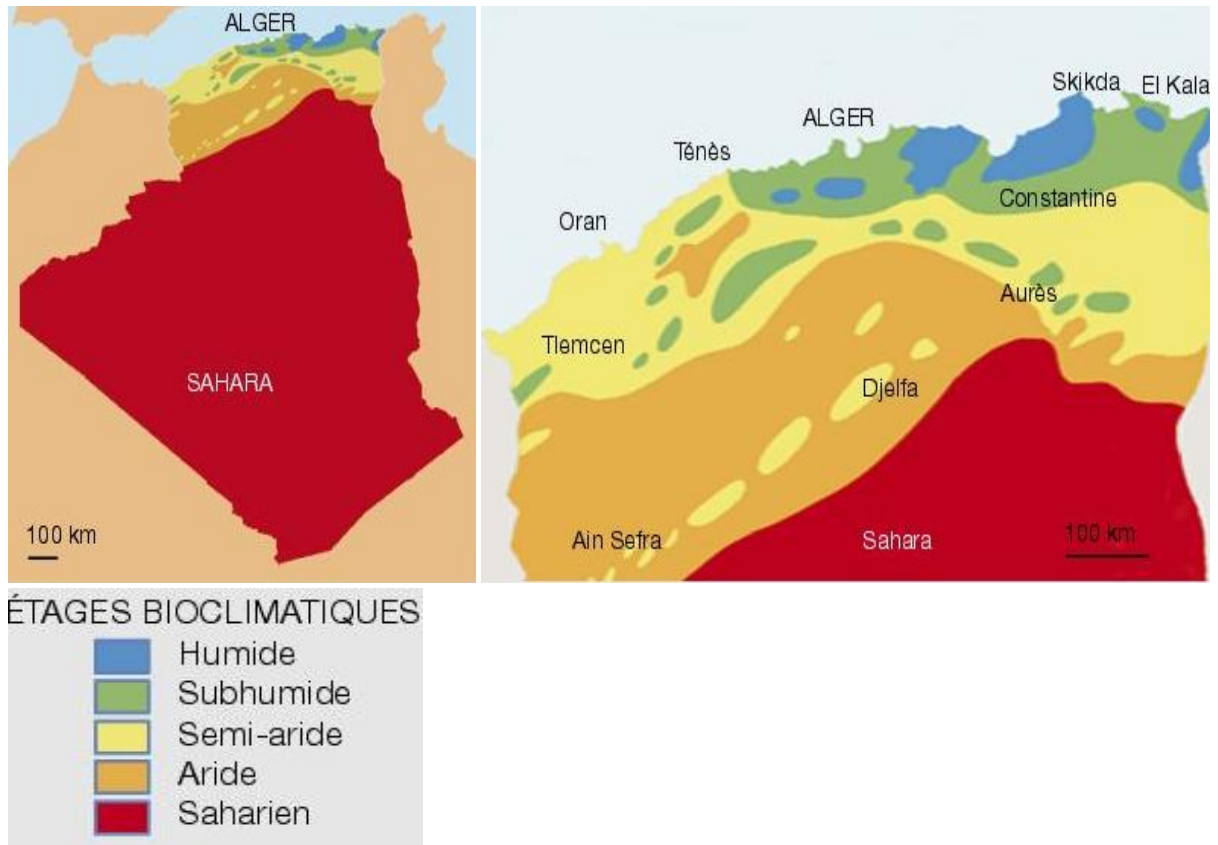 ALGER
SAHARA
100 km
Skikda
El Kala
ALGER
Ténès
Constantine
Oran
Aurès
Tlemcen
Djelfa
Ain Sefra
Sahara
100 km
ÉTAGES BIOCLIMATIQUES
Humide
Subhumide
Semi-aride
Aride
Saharien